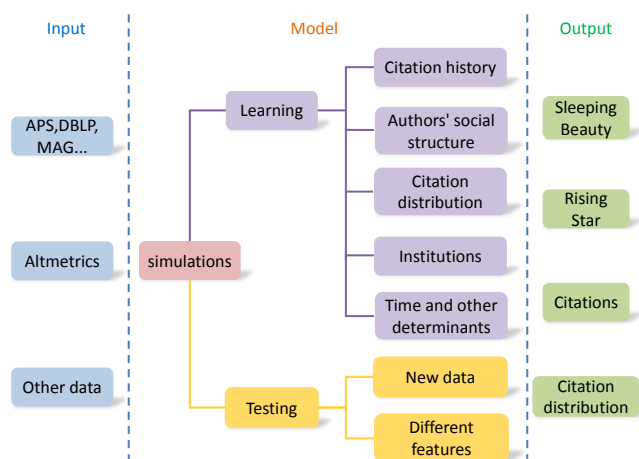 Input
Model
Output
APS,DBLP,
MAG...
Altmetrics
Other data
simulations
Learning
Citation history
Authors' social
structure
Citation
distribution
Institutions
Time and other
determinants
Testing
New data
Different
features
Sleeping
Beauty
Rising
Star
Citations
Citation
distribution